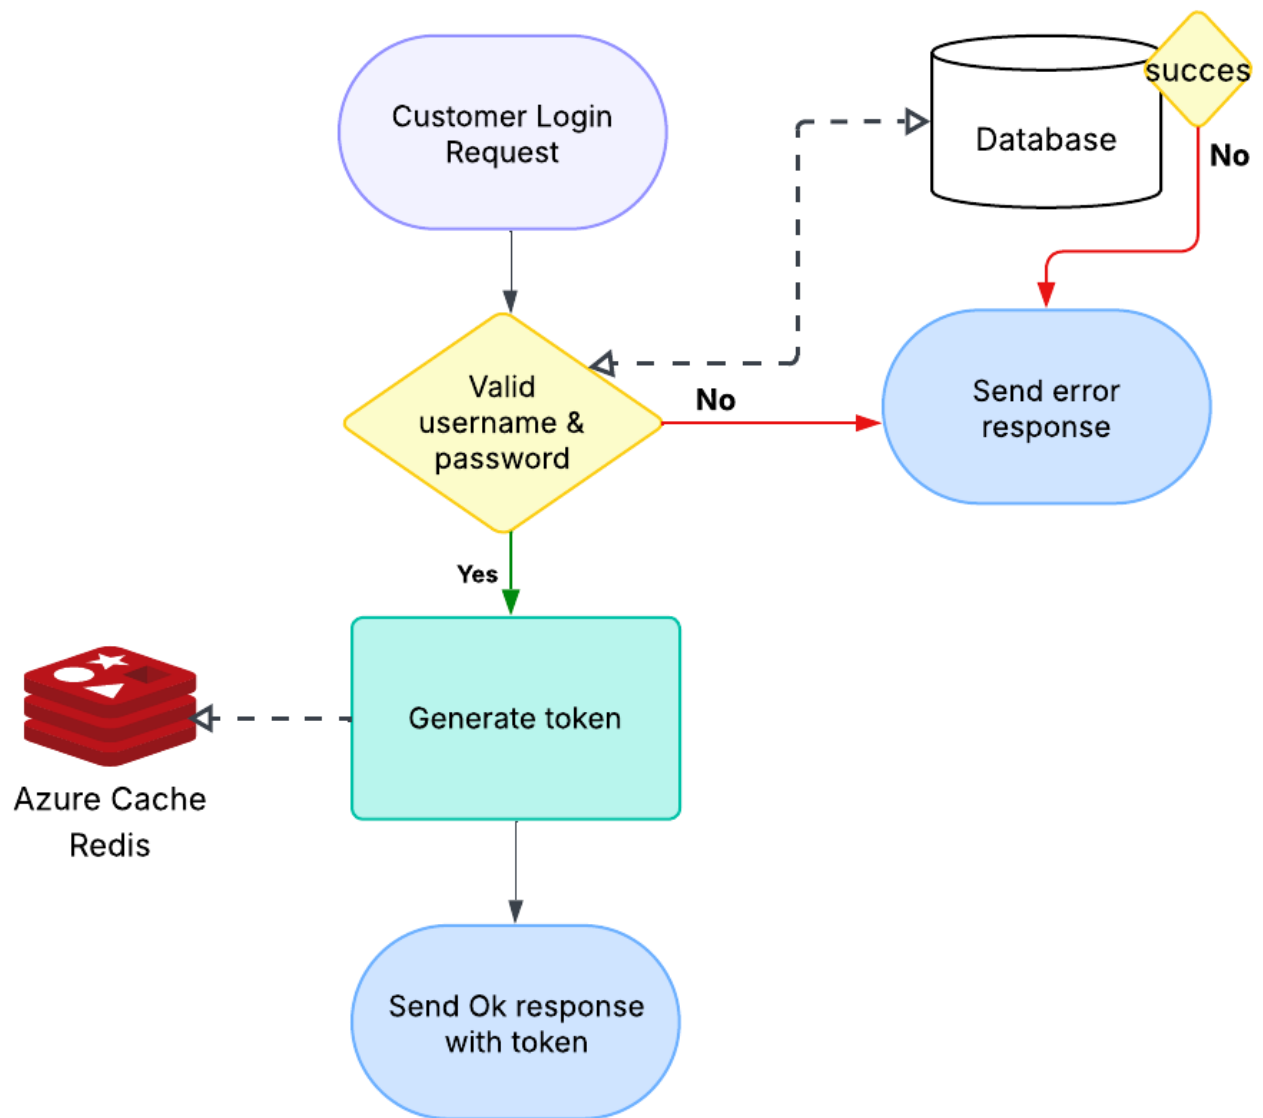 Customer Login
Request
Database
succes
No
Valid
username &
password
No
Send error
response
Yes
Generate token
Azure Cache
Redis
Send Ok response
with token